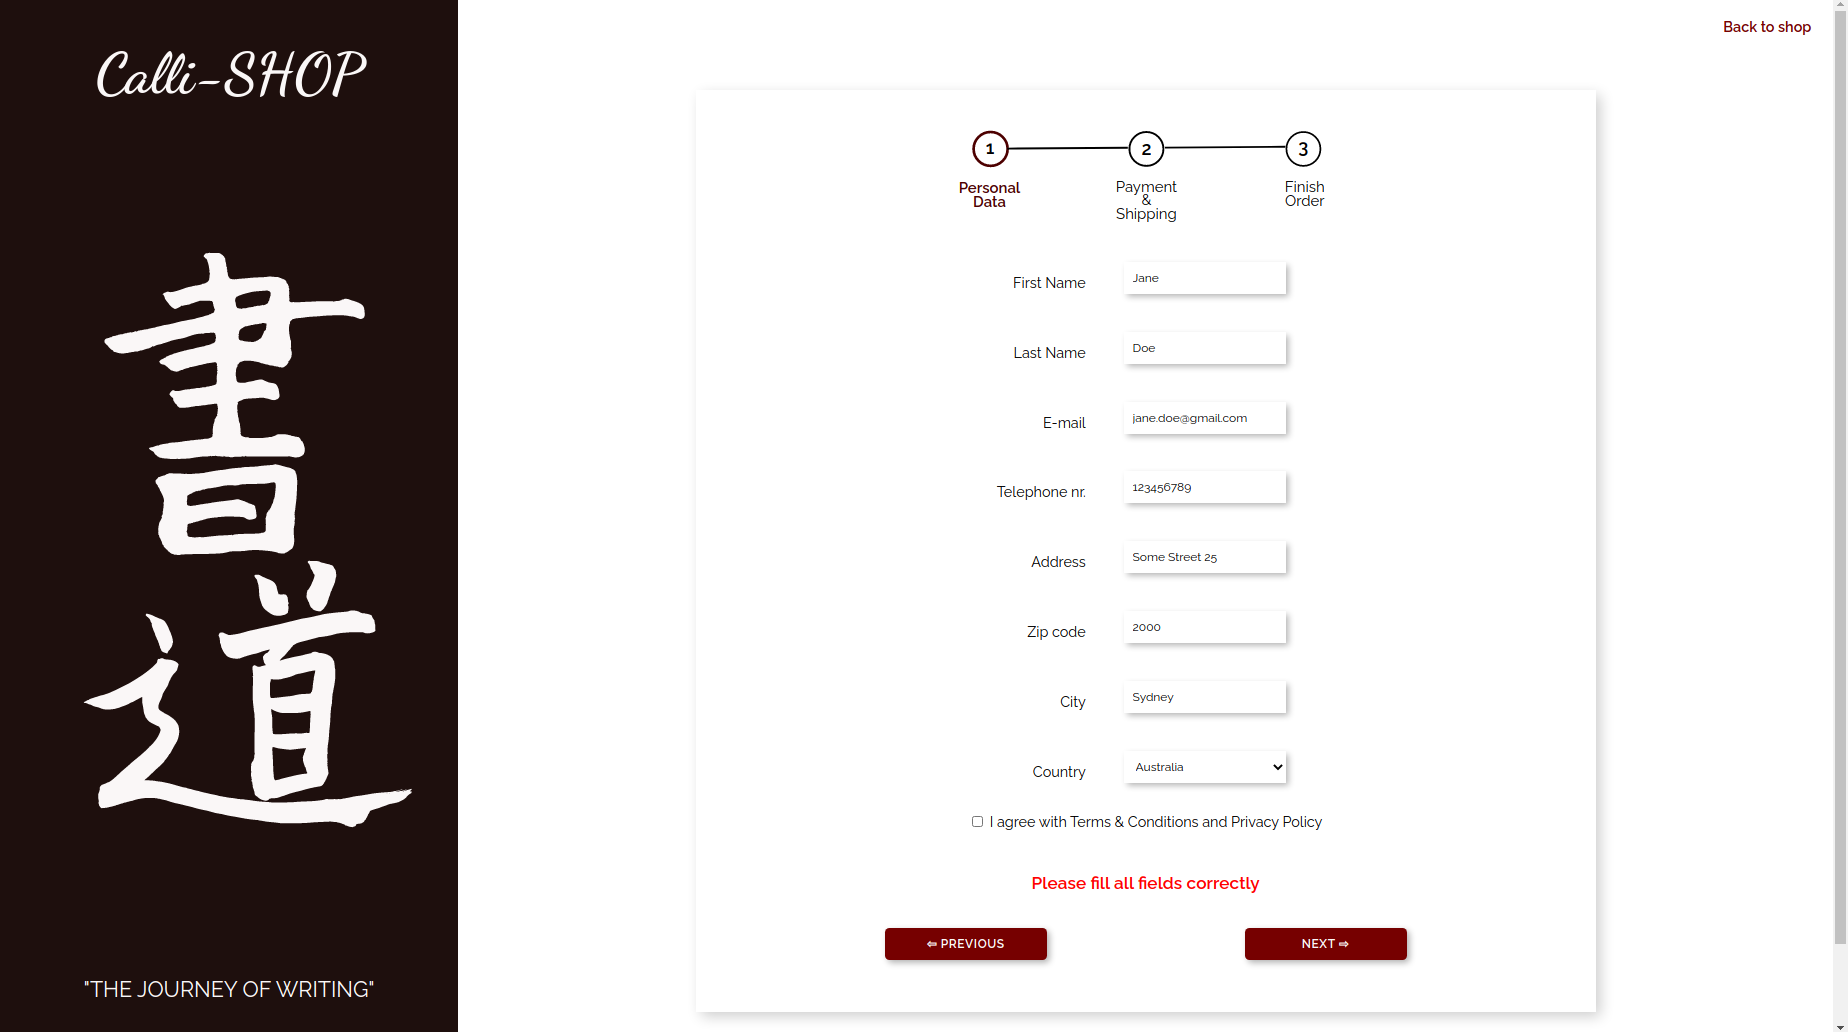 Calli-SHOP
書
道
"THE JOURNEY OF WRITING"
Back to shop
1 2 3
Personal
Data
Payment
&
Shipping
Finish
Order
First Name Jane
Last Name Doe
E-mail jane.doe@gmail.com
Telephone nr. 123456789
Address Some Street 25
Zip code 2000
City Sydney
Country Australia
I agree with Terms & Conditions and Privacy Policy
Please fill all fields correctly
⇦ PREVIOUS NEXT ⇨